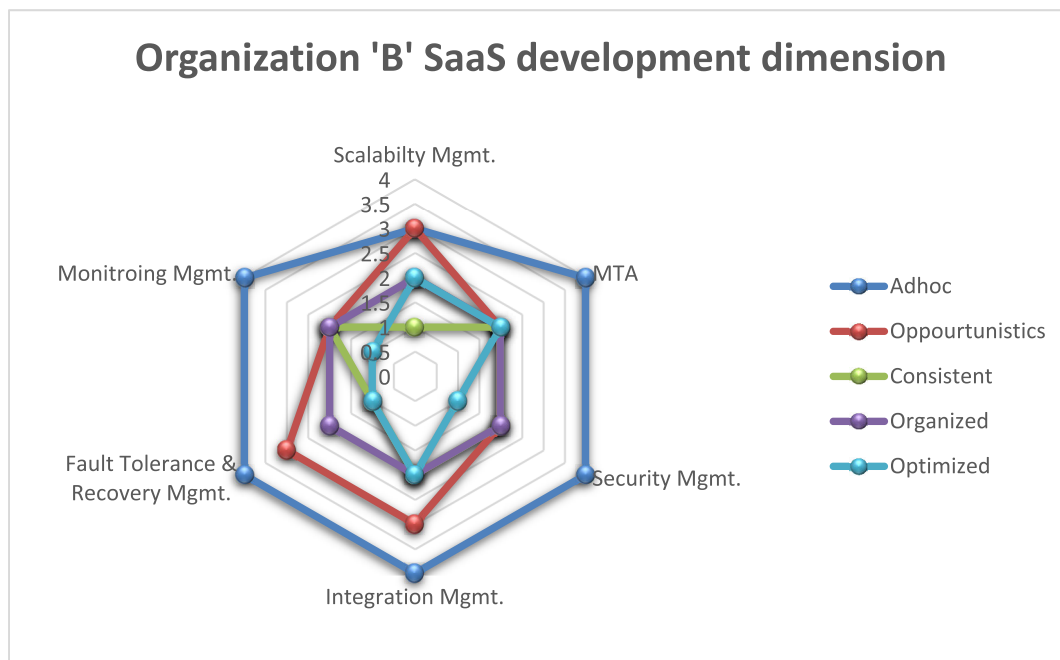 Organization 'B' SaaS development dimension
Scalabilty Mgmt.
4
3.5
3
2.5
2
1.5
1
0.5
0
MTA
Security Mgmt.
Integration Mgmt.
Fault Tolerance &
Recovery Mgmt.
Monitroing Mgmt.
Adhoc
Oppourtunistics
Consistent
Organized
Optimized